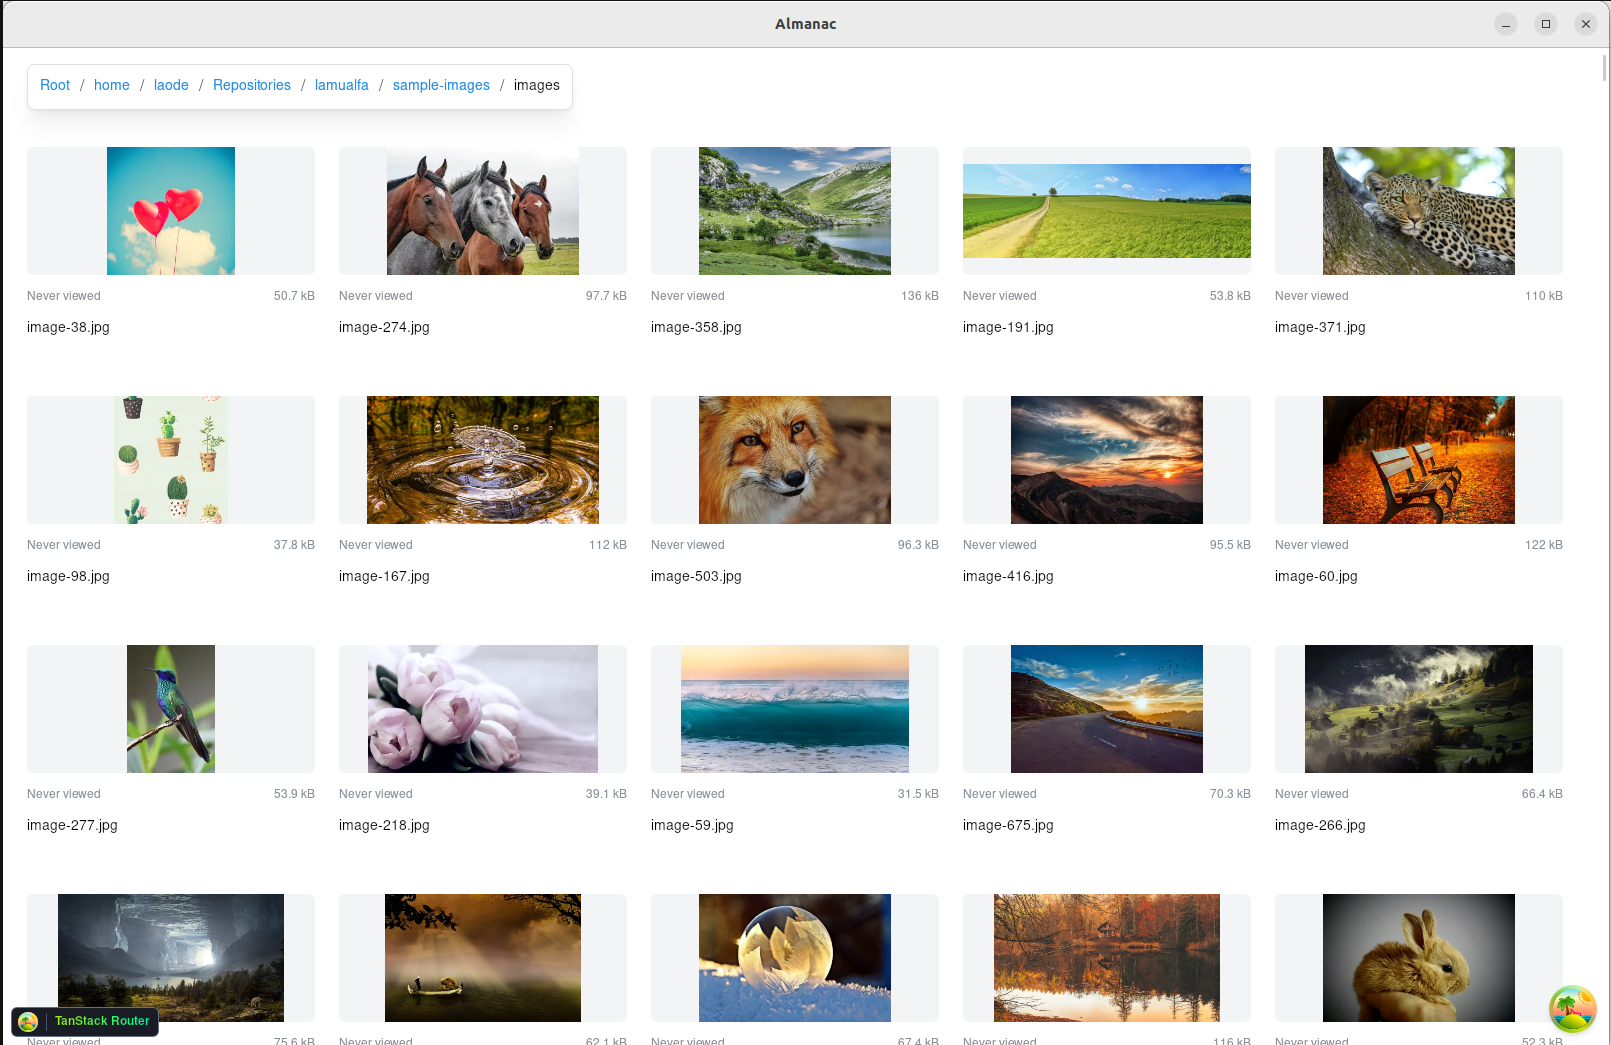 Almanac
Root / home / laode / Repositories / lamualfa / sample-images / images
Never viewed 50.7 kB Never viewed 97.7 kB Never viewed 136 kB Never viewed 53.8 kB Never viewed 110 kB
image-38.jpg image-274.jpg image-358.jpg image-191.jpg image-371.jpg
Never viewed 37.8 kB Never viewed 112 kB Never viewed 96.3 kB Never viewed 95.5 kB Never viewed 122 kB
image-98.jpg image-167.jpg image-503.jpg image-416.jpg image-60.jpg
Never viewed 53.9 kB Never viewed 39.1 kB Never viewed 31.5 kB Never viewed 70.3 kB Never viewed 66.4 kB
image-277.jpg image-218.jpg image-59.jpg image-675.jpg image-266.jpg
TanStack Router
Never viewed 75.6 kB Never viewed 62.1 kB Never viewed 67.4 kB Never viewed 116 kB Never viewed 52.3 kB